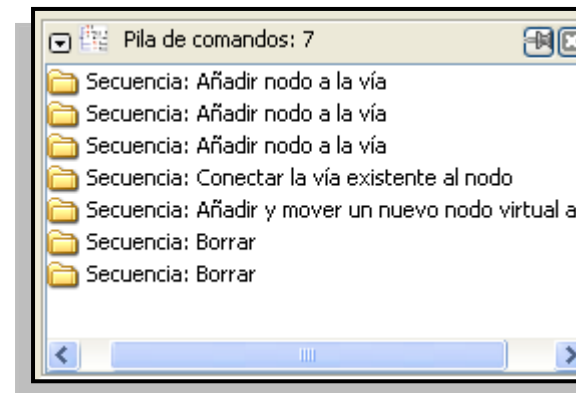 Pila de comandos: 7
Secuencia: Añadir nodo a la vía
Secuencia: Añadir nodo a la vía
Secuencia: Añadir nodo a la vía
Secuencia: Conectar la vía existente al nodo
Secuencia: Añadir y mover un nuevo nodo virtual a
Secuencia: Borrar
Secuencia: Borrar